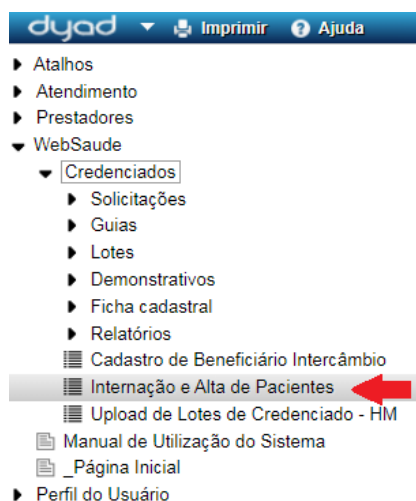 dyad Imprimir Ajuda
Atalhos
Atendimento
Prestadores
WebSaude
Credenciados
Solicitações
Guias
Lotes
Demonstrativos
Ficha cadastral
Relatórios
Cadastro de Beneficiário Intercâmbio
Internação e Alta de Pacientes
Upload de Lotes de Credenciado - HM
Manual de Utilização do Sistema
_Página Inicial
Perfil do Usuário